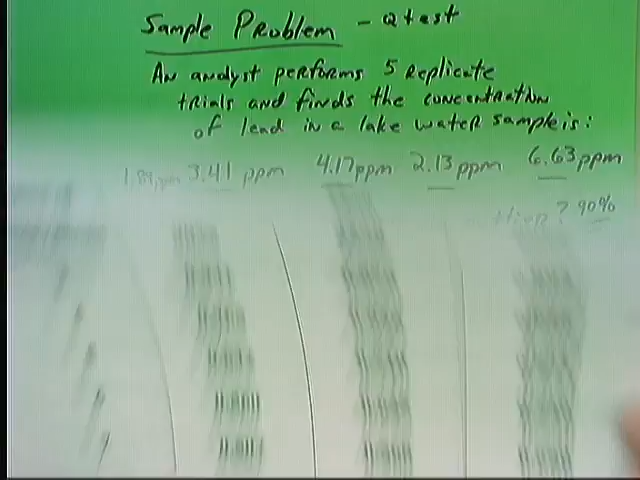 Sample Problem - Q test
An analyst performs 5 Replicate
trials and finds the concentration
of lead in a lake water sample is:
3.41 ppm 4.17ppm 2.13 ppm 6.63ppm
? 90%